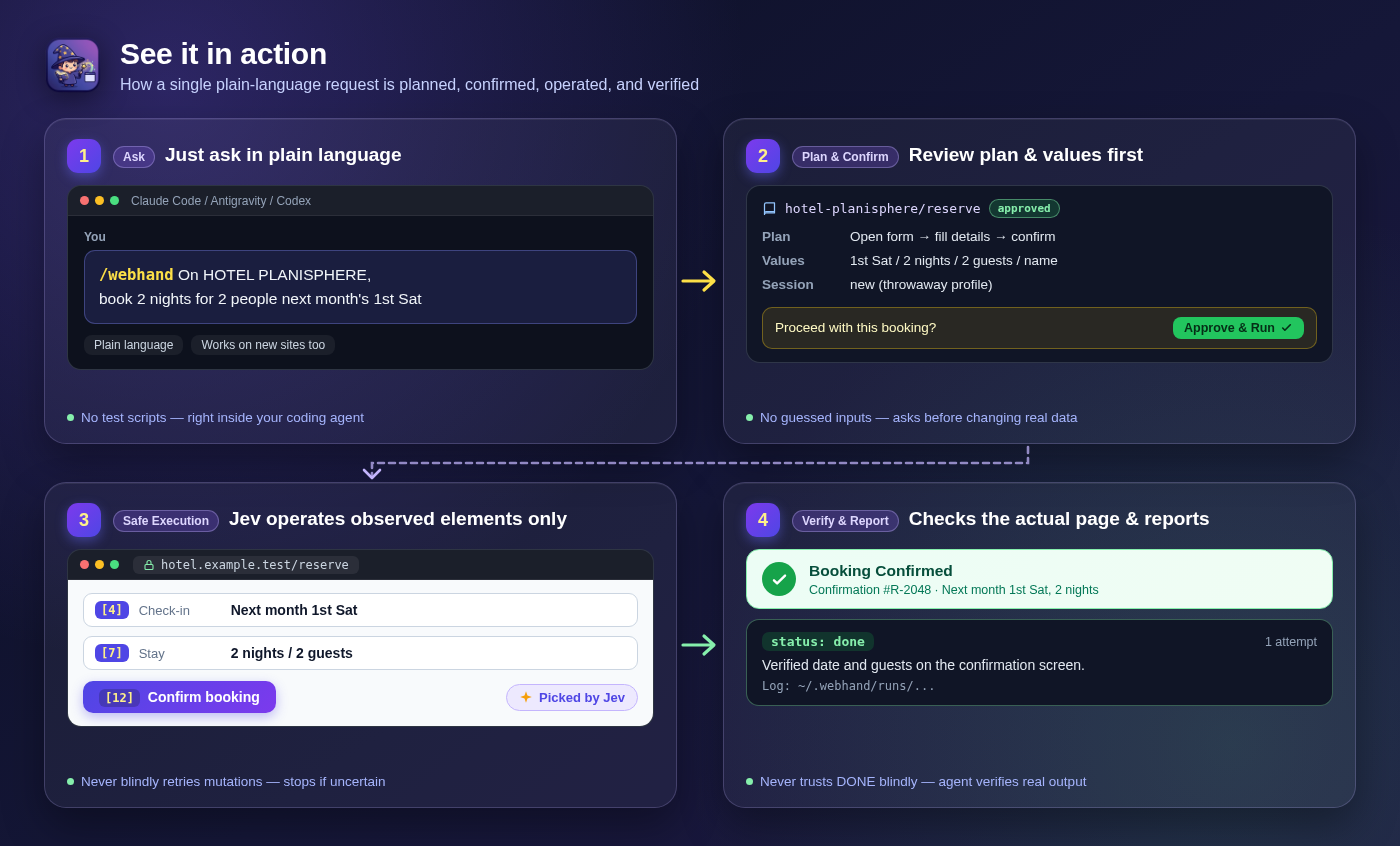 See it in action
How a single plain-language request is planned, confirmed, operated, and verified
1 Ask Just ask in plain language
Claude Code / Antigravity / Codex
You
/webhand On HOTEL PLANISPHERE,
book 2 nights for 2 people next month's 1st Sat
Plain language Works on new sites too
No test scripts — right inside your coding agent
2 Plan & Confirm Review plan & values first
hotel-planisphere/reserve approved
Plan Open form → fill details → confirm
Values 1st Sat / 2 nights / 2 guests / name
Session new (throwaway profile)
Proceed with this booking? Approve & Run ✓
No guessed inputs — asks before changing real data
3 Safe Execution Jev operates observed elements only
hotel.example.test/reserve
[4] Check-in Next month 1st Sat
[7] Stay 2 nights / 2 guests
[12] Confirm booking Picked by Jev
Never blindly retries mutations — stops if uncertain
4 Verify & Report Checks the actual page & reports
Booking Confirmed
Confirmation #R-2048 · Next month 1st Sat, 2 nights
status: done 1 attempt
Verified date and guests on the confirmation screen.
Log: ~/.webhand/runs/...
Never trusts DONE blindly — agent verifies real output